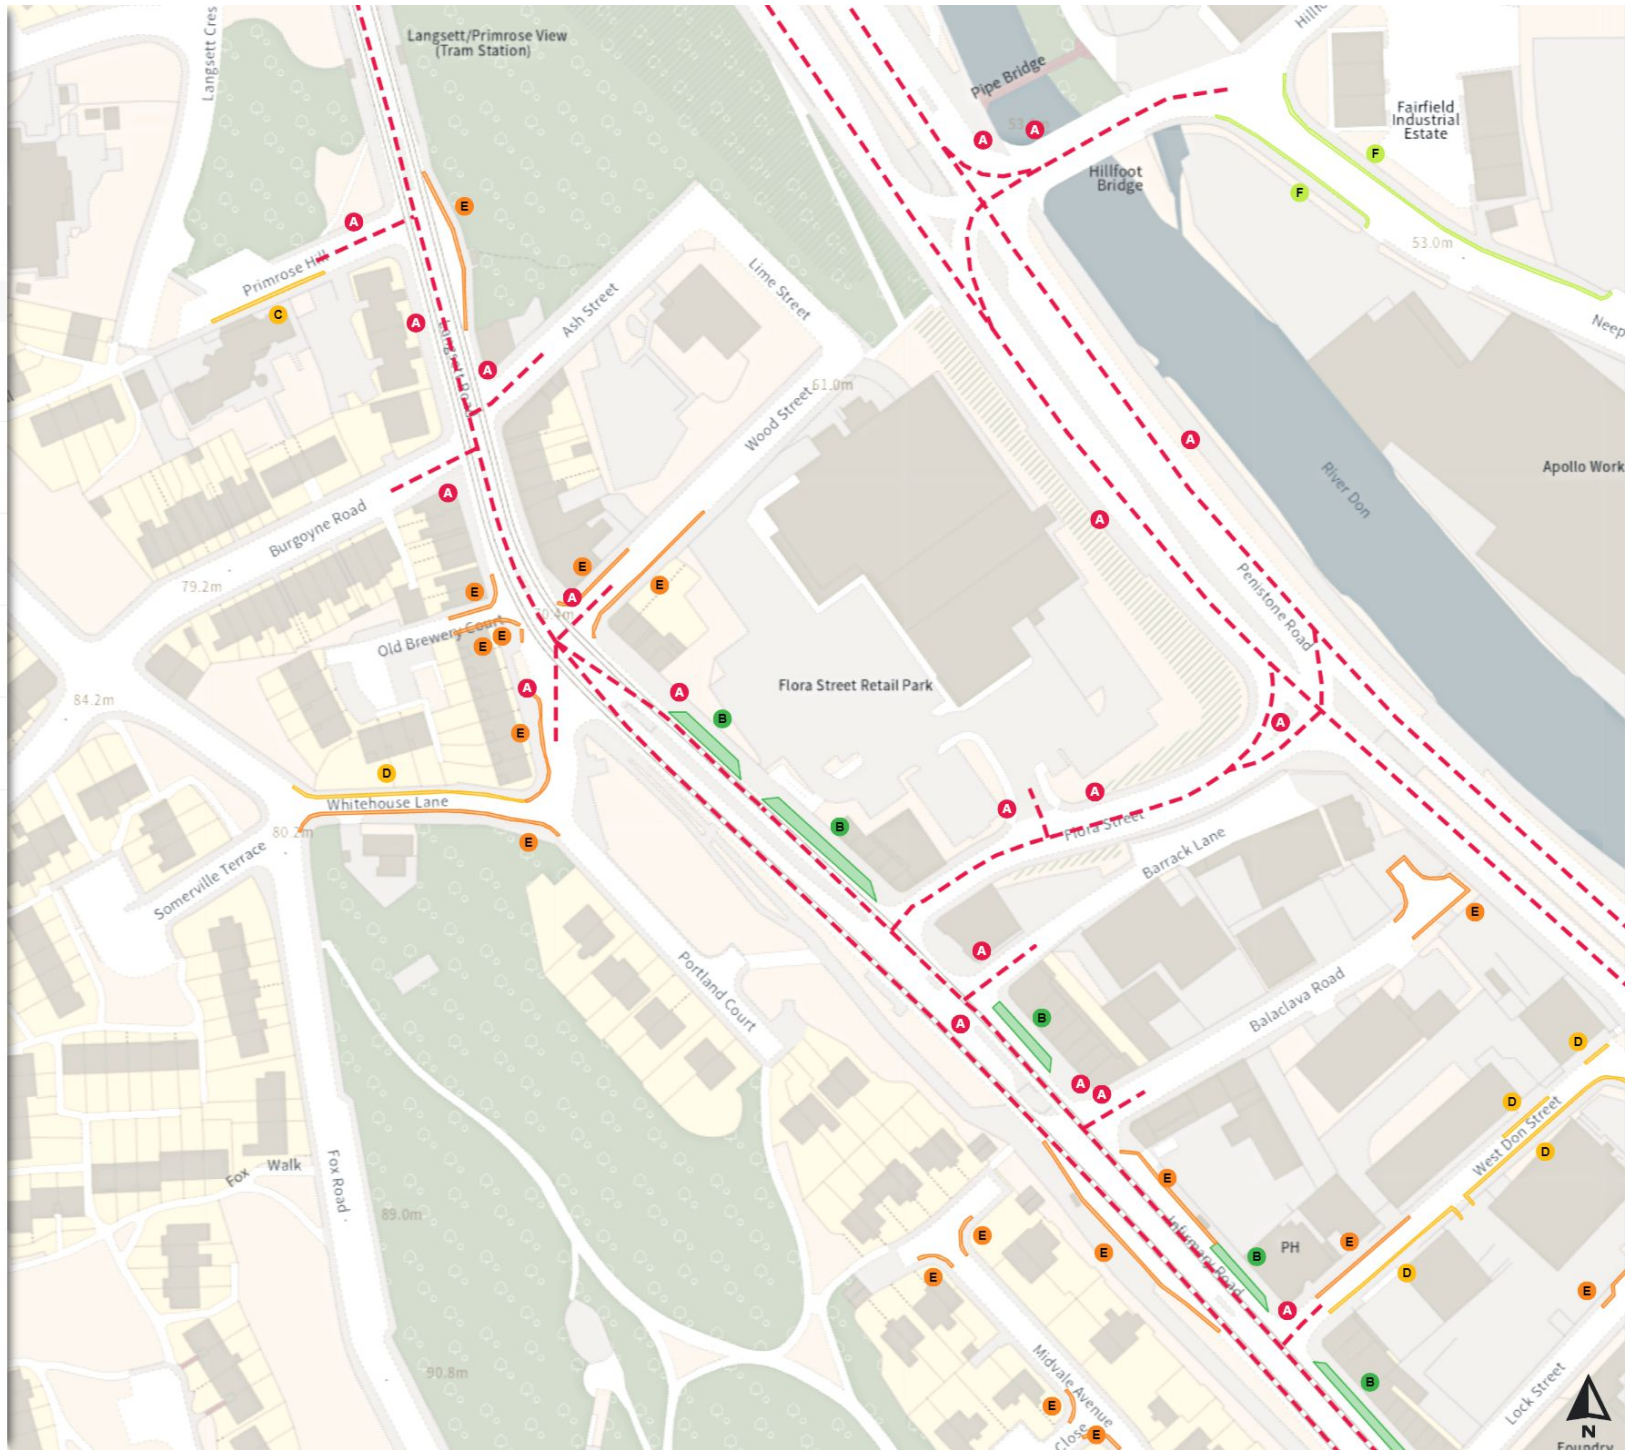 Langsett Cres
Langsett/Primrose View
(Tram Station)
Pipe Bridge
Hillfoot
Bridge
Fairfield
Industrial
Estate
A
A
F
F
E
A
53.0m
Primrose Hill
C
A
Langsett Road
A
Ash Street
Lime Street
61.0m
Wood Street
Neep
A
River Don
Apollo Work
A
Burgoyne Road
A
79.2m
E
E
A
E
Penistone Road
Old Brewery Court
E
E
84.2m
A
A
B
Flora Street Retail Park
A
E
D
Whitehouse Lane
80.2m
E
B
A
A
Flora Street
Barrack Lane
Somerville Terrace
E
A
Portland Court
Balaclava Road
A
B
D
A
A
D
West Don Street
D
Fox Walk
Fox Road
E
89.0m
E
E
E
Infirmary Road
B
PH
E
D
E
A
90.8m
Midvale Avenue
B
Lock Street
E
Close
E
N
Foundry